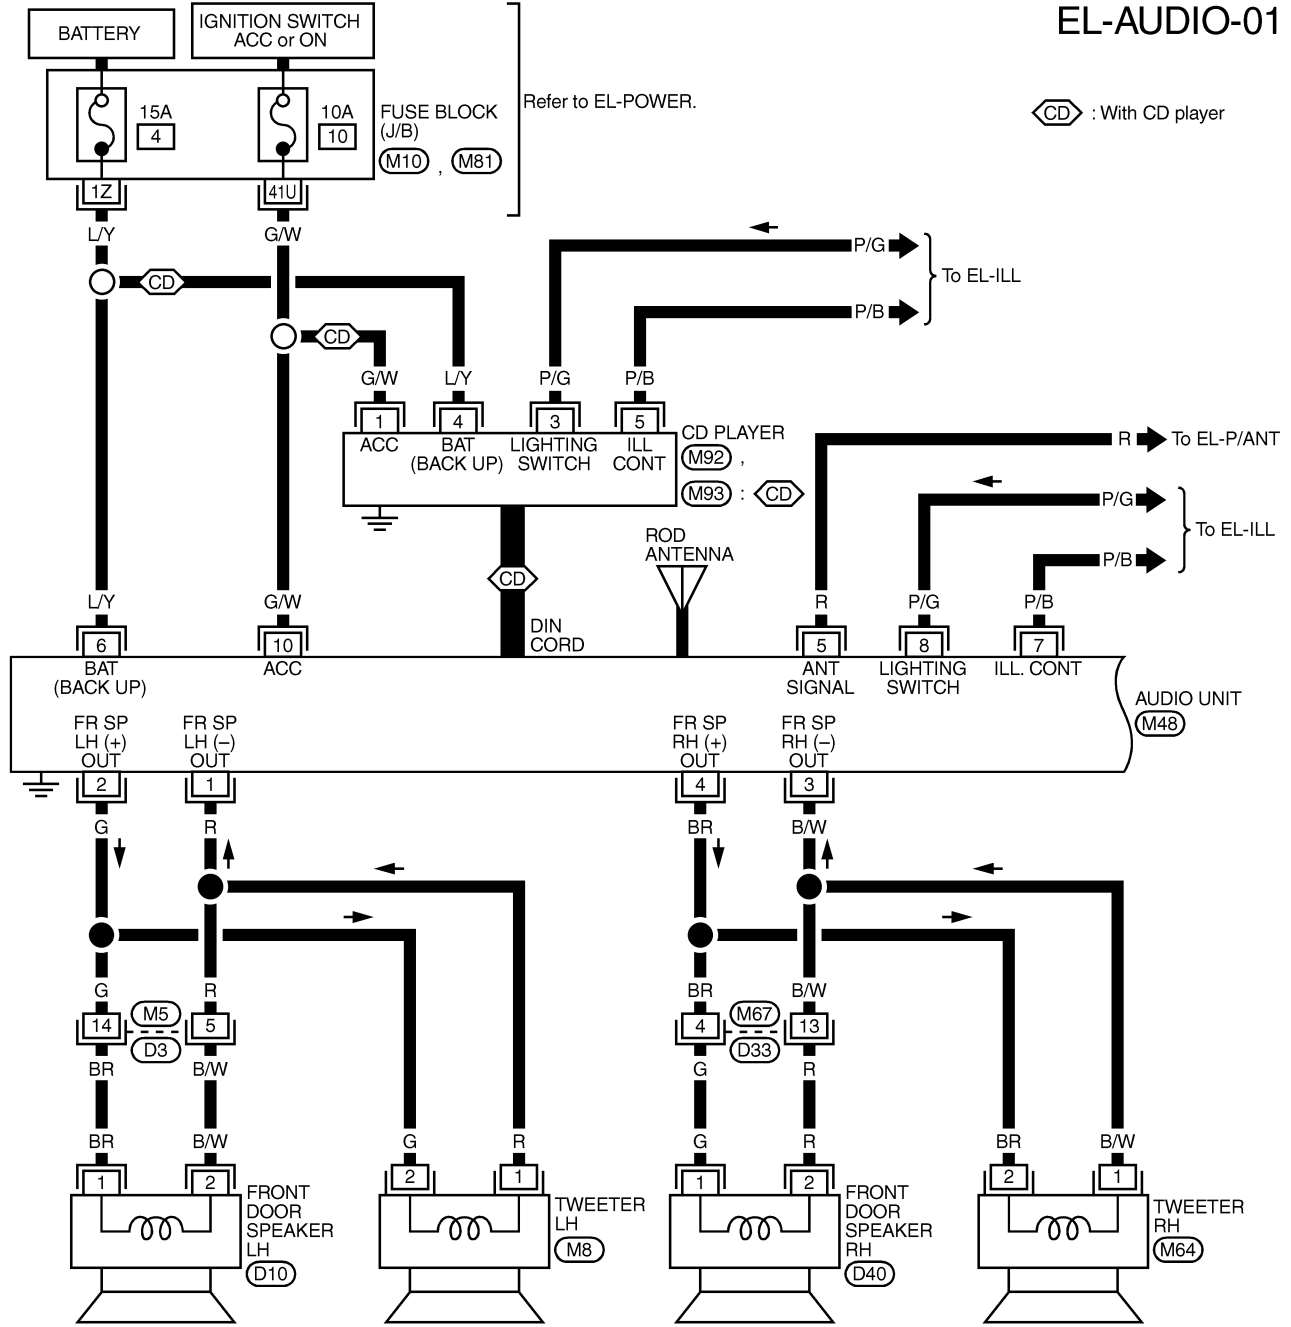 EL-AUDIO-01
BATTERY
IGNITION SWITCH
ACC or ON
Refer to EL-POWER.
CD : With CD player
15A
4
10A
10
FUSE BLOCK
(J/B)
M10 , M81
1Z
41U
L/Y
G/W
P/G
P/B
To EL-ILL
CD
CD
G/W
L/Y
P/G
P/B
1
4
3
5
ACC
BAT
(BACK UP)
LIGHTING
SWITCH
ILL
CONT
CD PLAYER
M92 ,
M93 : CD
R
To EL-P/ANT
P/G
P/B
To EL-ILL
CD
DIN
CORD
ROD
ANTENNA
L/Y
G/W
R
P/G
P/B
6
10
5
8
7
BAT
(BACK UP)
ACC
ANT
SIGNAL
LIGHTING
SWITCH
ILL. CONT
AUDIO UNIT
M48
FR SP
LH (+)
OUT
FR SP
LH (–)
OUT
FR SP
RH (+)
OUT
FR SP
RH (–)
OUT
2
1
4
3
G
R
BR
B/W
G
R
BR
B/W
14
M5
D3
5
4
M67
D33
13
BR
B/W
G
R
BR
B/W
G
R
G
R
BR
B/W
1
2
2
1
1
2
2
1
FRONT
DOOR
SPEAKER
LH
D10
TWEETER
LH
M8
FRONT
DOOR
SPEAKER
RH
D40
TWEETER
RH
M64